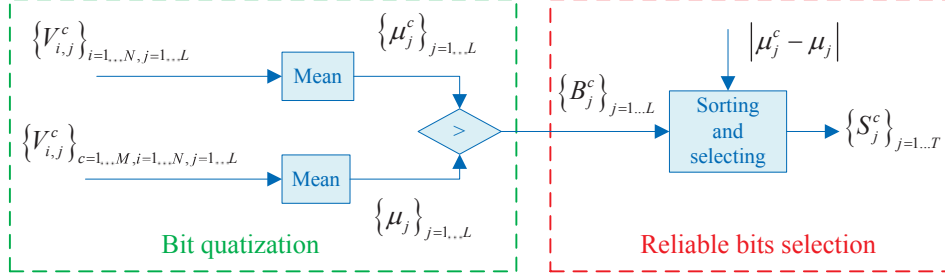 {V^c_{i,j}}_{i=1,..N, j=1,..L}
Mean
{μ^c_j}_{j=1,..L}
>
{V^c_{i,j}}_{c=1,..M, i=1,..N, j=1,..L}
Mean
{μ_j}_{j=1,..L}
Bit quatization
{B^c_j}_{j=1...L}
|μ^c_j − μ_j|
Sorting
and
selecting
{S^c_j}_{j=1...T}
Reliable bits selection